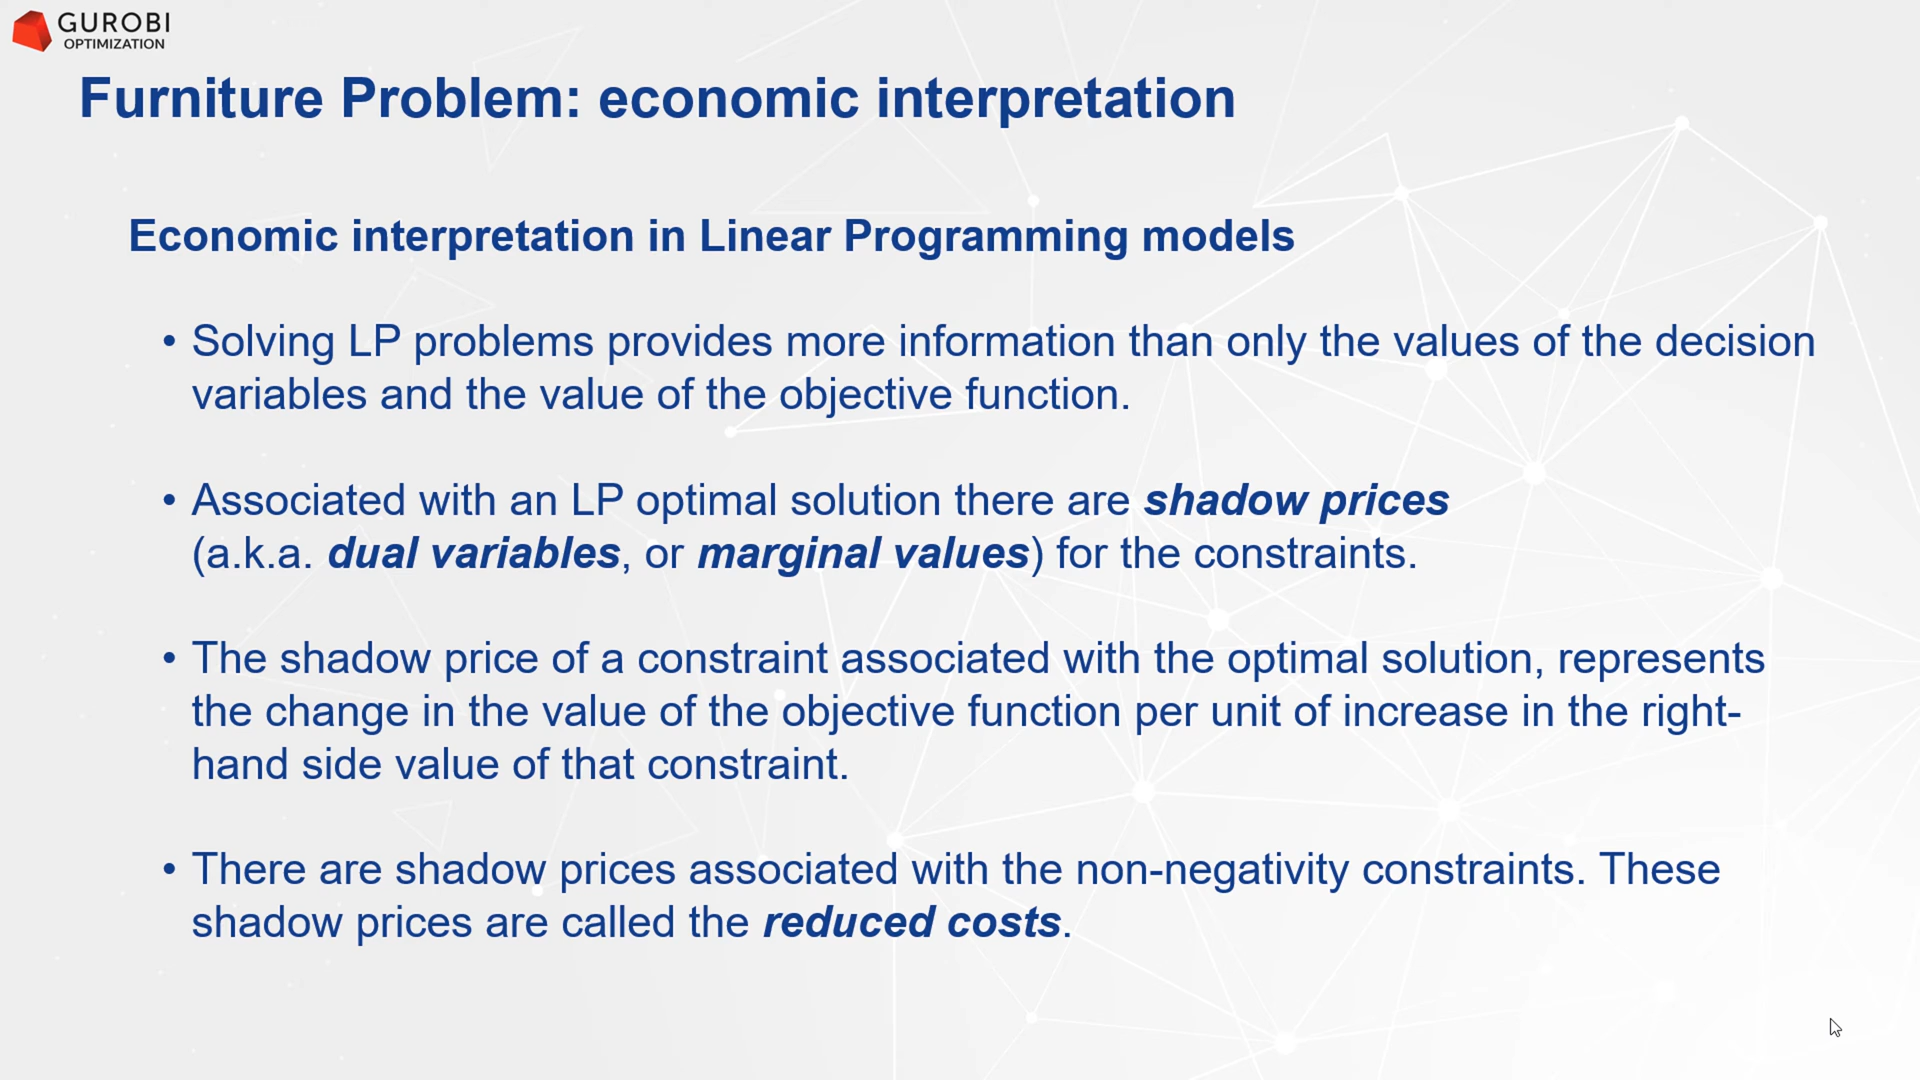 GUROBI
OPTIMIZATION
Furniture Problem: economic interpretation
Economic interpretation in Linear Programming models
• Solving LP problems provides more information than only the values of the decision
variables and the value of the objective function.
• Associated with an LP optimal solution there are shadow prices
(a.k.a. dual variables, or marginal values) for the constraints.
• The shadow price of a constraint associated with the optimal solution, represents
the change in the value of the objective function per unit of increase in the right-
hand side value of that constraint.
• There are shadow prices associated with the non-negativity constraints. These
shadow prices are called the reduced costs.